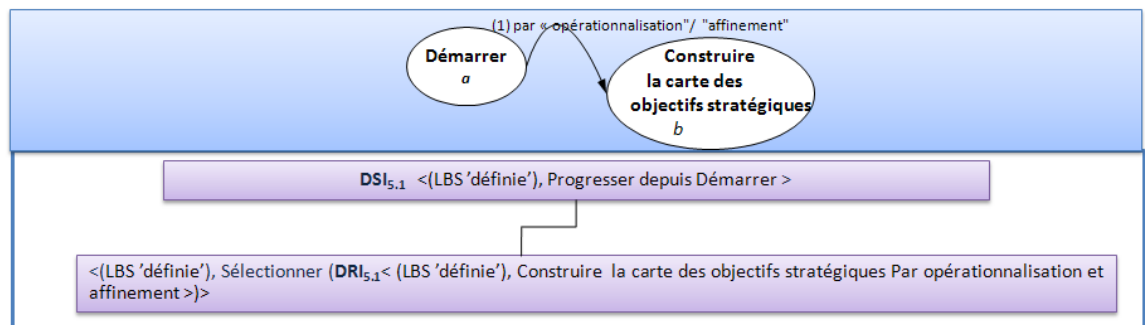 (1) par « opérationnalisation"/ "affinement"
Démarrer
a
Construire
la carte des
objectifs stratégiques
b
DSI5.1 <(LBS 'définie'), Progresser depuis Démarrer >
<(LBS 'définie'), Sélectionner (DRI5.1< (LBS 'définie'), Construire la carte des objectifs stratégiques Par opérationnalisation et
affinement >)>